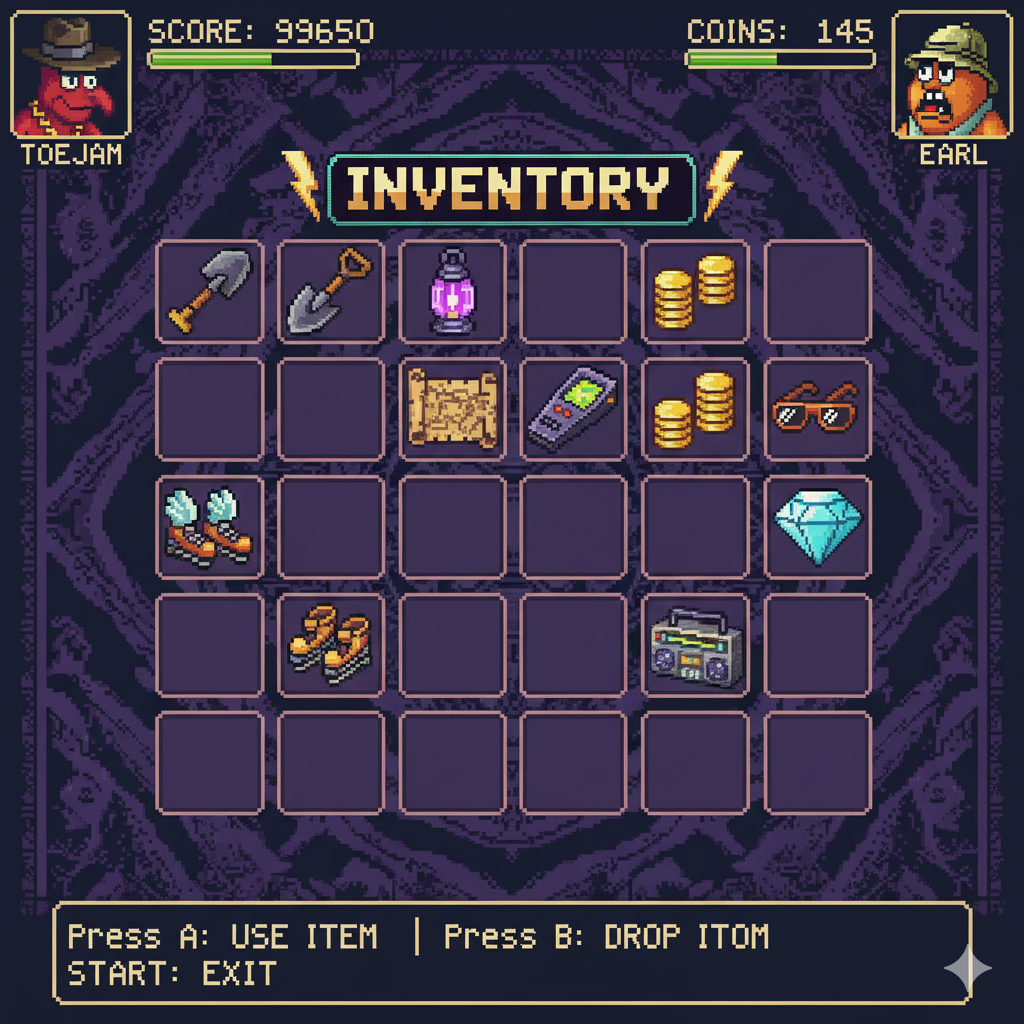 SCORE: 99650
COINS: 145
TOEJAM
EARL
INVENTORY
Press A: USE ITEM | Press B: DROP ITOM
START: EXIT